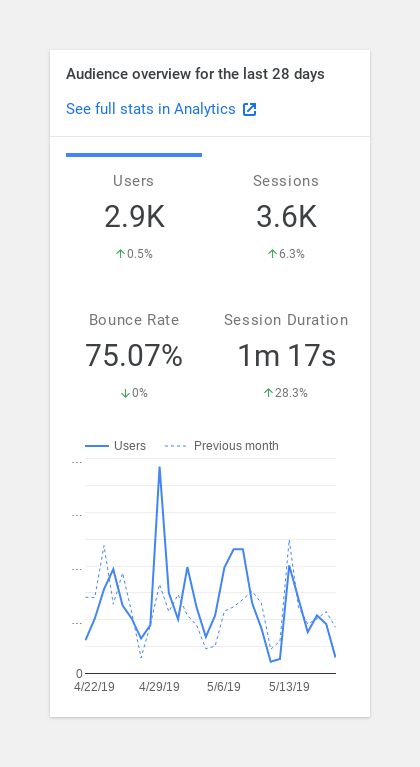 Audience overview for the last 28 days
See full stats in Analytics
Users
Sessions
2.9K
3.6K
0.5%
6.3%
Bounce Rate
Session Duration
75.07%
1m 17s
0%
28.3%
Users
Previous month
...
...
...
...
0
4/22/19
4/29/19
5/6/19
5/13/19